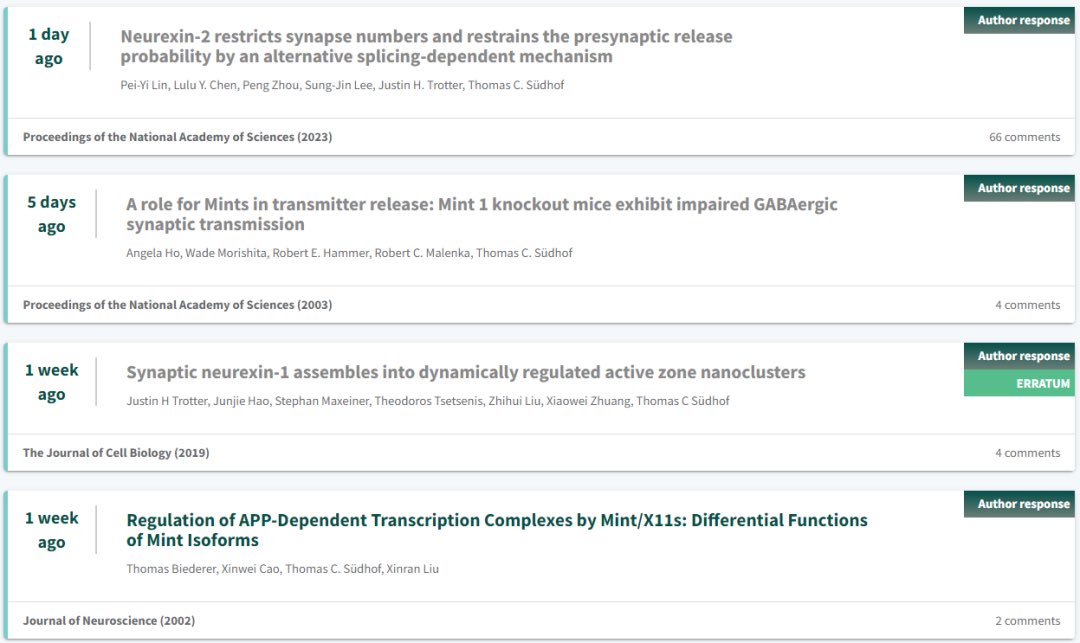 1 day
ago
Neurexin-2 restricts synapse numbers and restrains the presynaptic release
probability by an alternative splicing-dependent mechanism
Pei-Yi Lin, Lulu Y. Chen, Peng Zhou, Sung-Jin Lee, Justin H. Trotter, Thomas C. Südhof
Author response
Proceedings of the National Academy of Sciences (2023)
66 comments
5 days
ago
A role for Mints in transmitter release: Mint 1 knockout mice exhibit impaired GABAergic
synaptic transmission
Angela Ho, Wade Morishita, Robert E. Hammer, Robert C. Malenka, Thomas C. Südhof
Author response
Proceedings of the National Academy of Sciences (2003)
4 comments
1 week
ago
Synaptic neurexin-1 assembles into dynamically regulated active zone nanoclusters
Justin H Trotter, Junjie Hao, Stephan Maxeiner, Theodoros Tsetsenis, Zhihui Liu, Xiaowei Zhuang, Thomas C Südhof
Author response
ERRATUM
The Journal of Cell Biology (2019)
4 comments
1 week
ago
Regulation of APP-Dependent Transcription Complexes by Mint/X11s: Differential Functions
of Mint Isoforms
Thomas Biederer, Xinwei Cao, Thomas C. Südhof, Xinran Liu
Author response
Journal of Neuroscience (2002)
2 comments